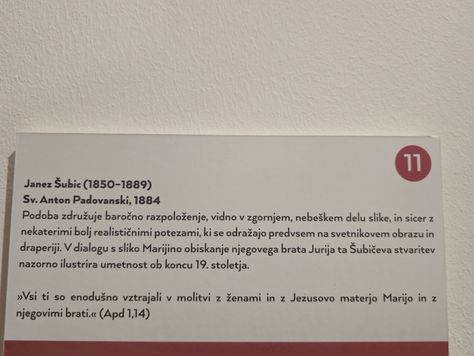 11
Janez Šubic (1850–1889)
Sv. Anton Padovanski, 1884
Podoba združuje baročno razpoloženje, vidno v zgornjem, nebeškem delu slike, in sicer z
nekaterimi bolj realističnimi potezami, ki se odražajo predvsem na svetnikovem obrazu in
draperiji. V dialogu s sliko Marijino obiskanje njegovega brata Jurija ta Šubičeva stvaritev
nazorno ilustrira umetnost ob koncu 19. stoletja.
»Vsi ti so enodušno vztrajali v molitvi z ženami in z Jezusovo materjo Marijo in z
njegovimi brati.« (Apd 1,14)